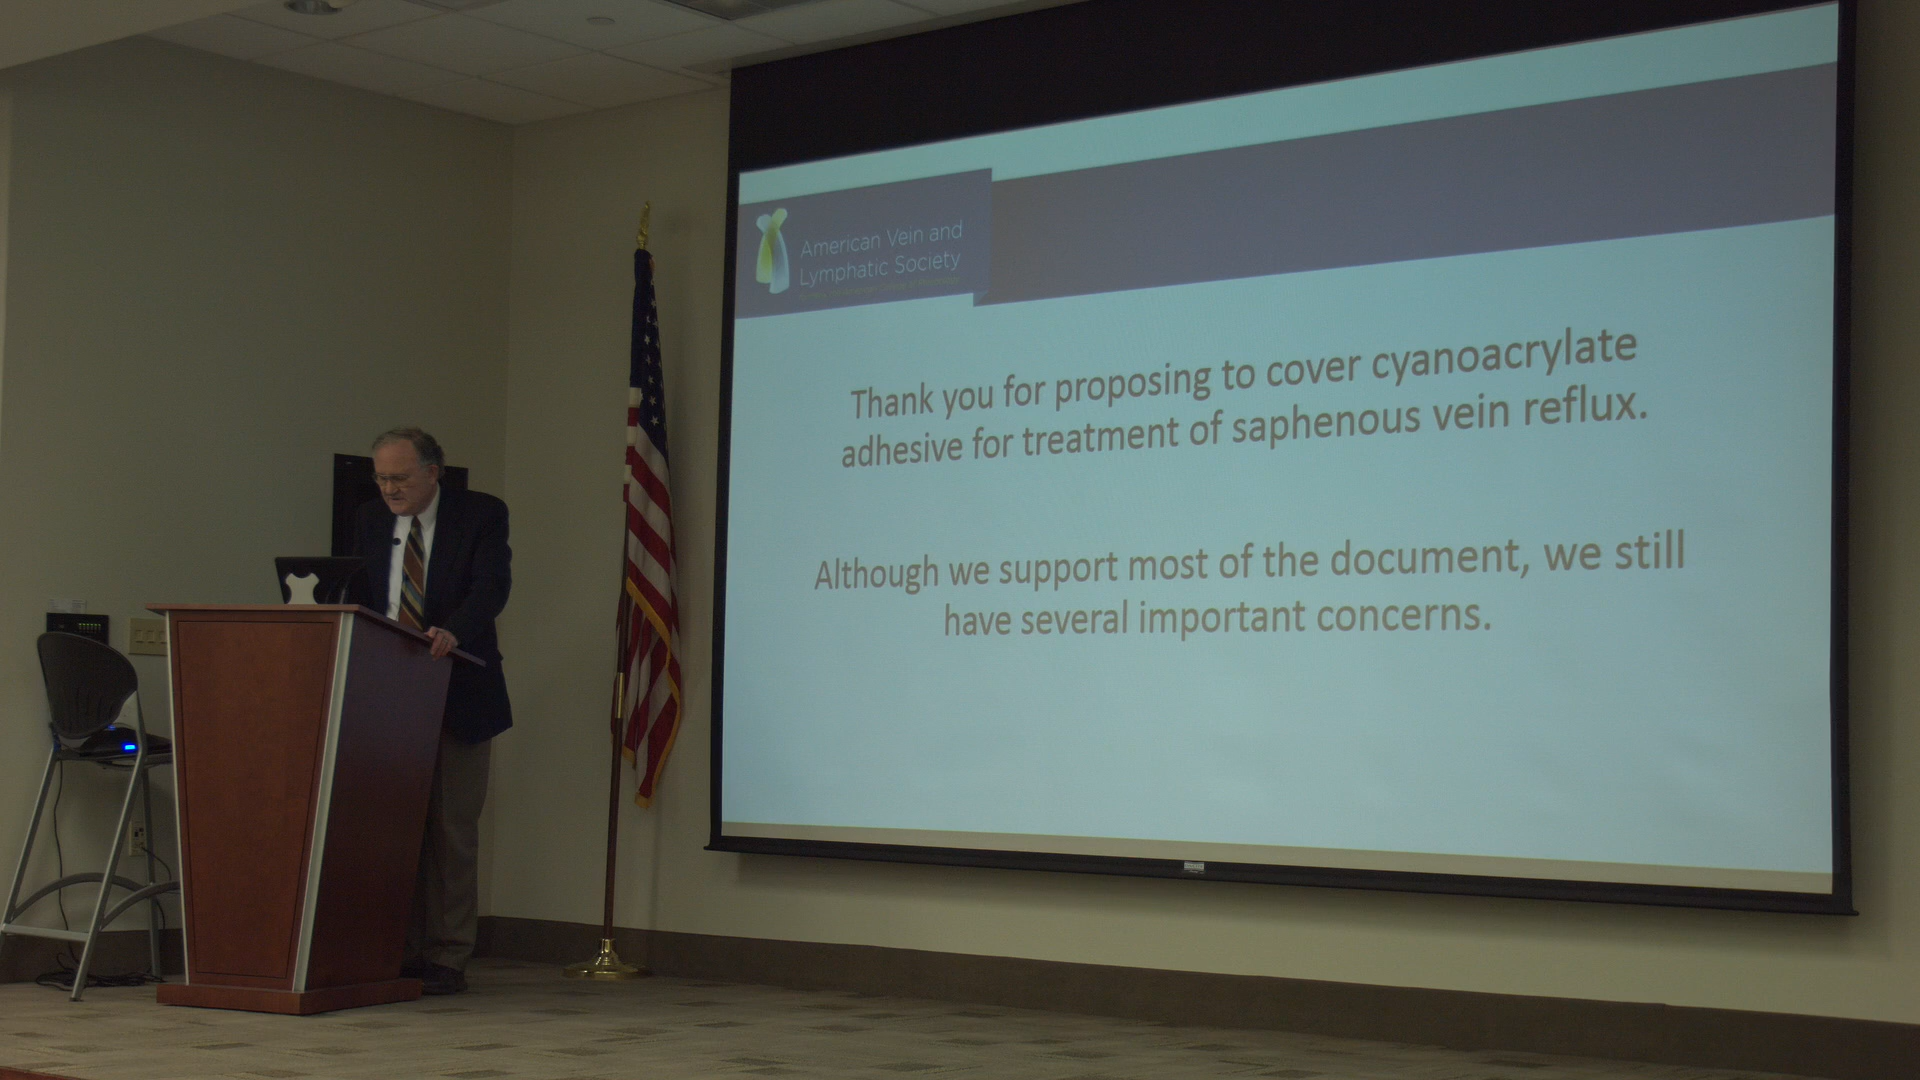 American Vein and
Lymphatic Society
Thank you for proposing to cover cyanoacrylate
adhesive for treatment of saphenous vein reflux.
Although we support most of the document, we still
have several important concerns.